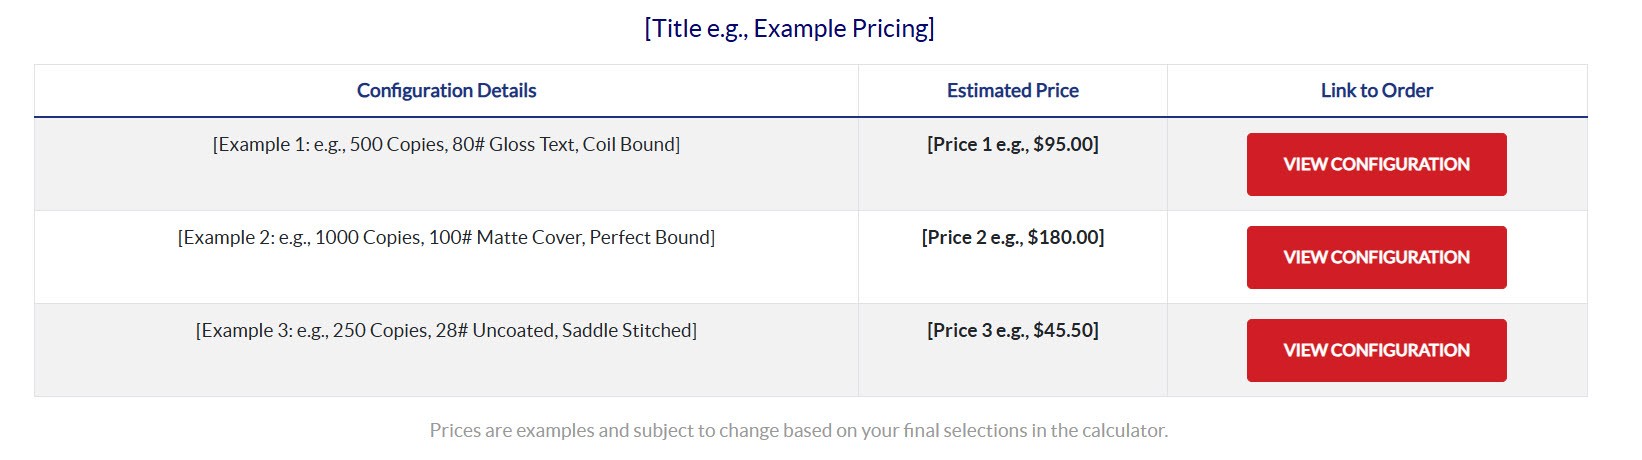 [Title e.g., Example Pricing]
Configuration Details Estimated Price Link to Order
[Example 1: e.g., 500 Copies, 80# Gloss Text, Coil Bound] [Price 1 e.g., $95.00] VIEW CONFIGURATION
[Example 2: e.g., 1000 Copies, 100# Matte Cover, Perfect Bound] [Price 2 e.g., $180.00] VIEW CONFIGURATION
[Example 3: e.g., 250 Copies, 28# Uncoated, Saddle Stitched] [Price 3 e.g., $45.50] VIEW CONFIGURATION
Prices are examples and subject to change based on your final selections in the calculator.